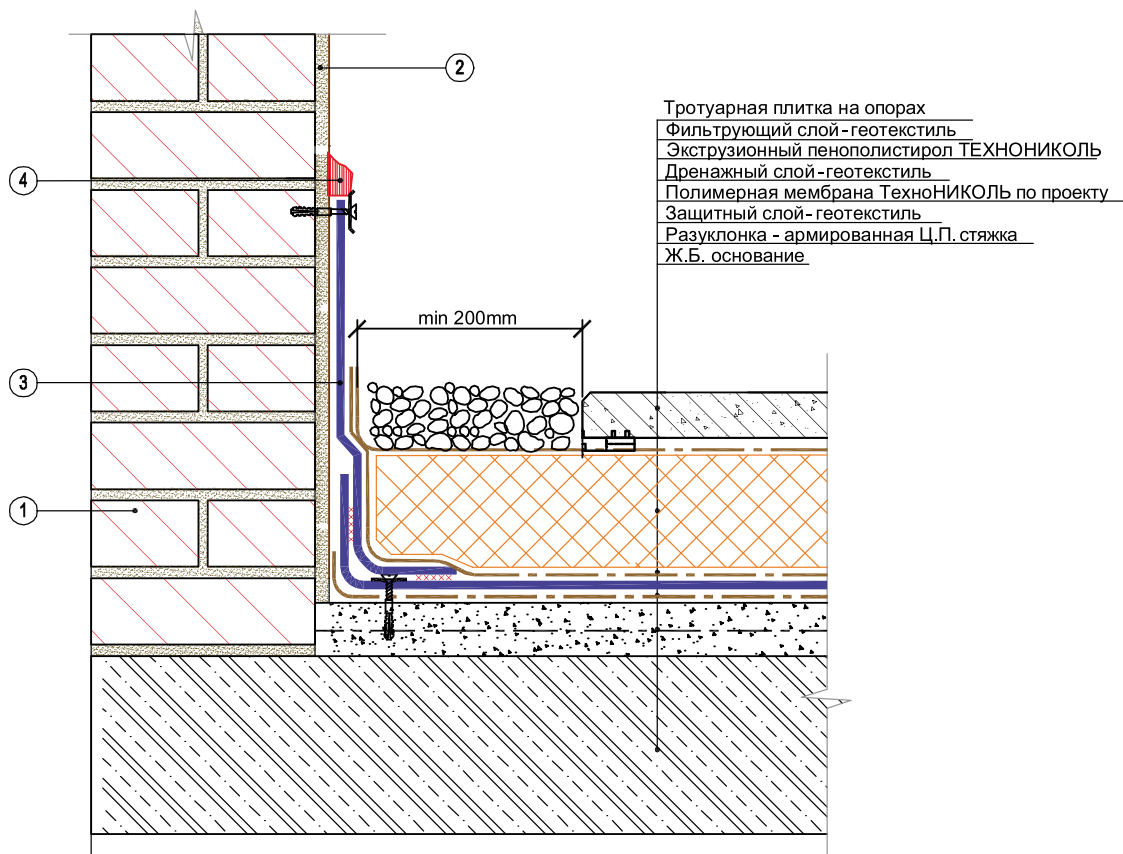 2
Тротуарная плитка на опорах
Фильтрующий слой-геотекстиль
Экструзионный пенополистирол ТЕХНОНИКОЛЬ
4
Дренажный слой-геотекстиль
Полимерная мембрана ТехноНИКОЛЬ по проекту
Защитный слой-геотекстиль
Разуклонка - армированная Ц.П. стяжка
Ж.Б. основание
min 200mm
3
1